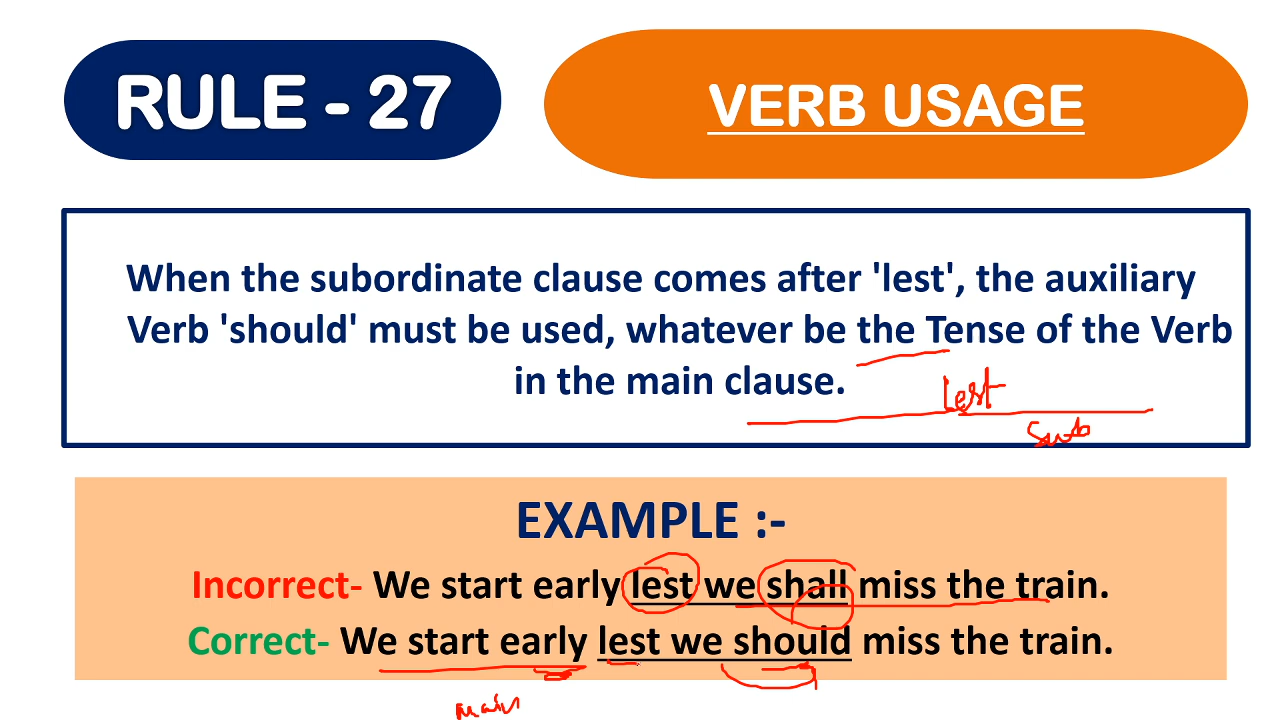 RULE - 27
VERB USAGE
When the subordinate clause comes after 'lest', the auxiliary
Verb 'should' must be used, whatever be the Tense of the Verb
in the main clause.
Lest
Sub
EXAMPLE :-
Incorrect- We start early lest we shall miss the train.
Correct- We start early lest we should miss the train.
main